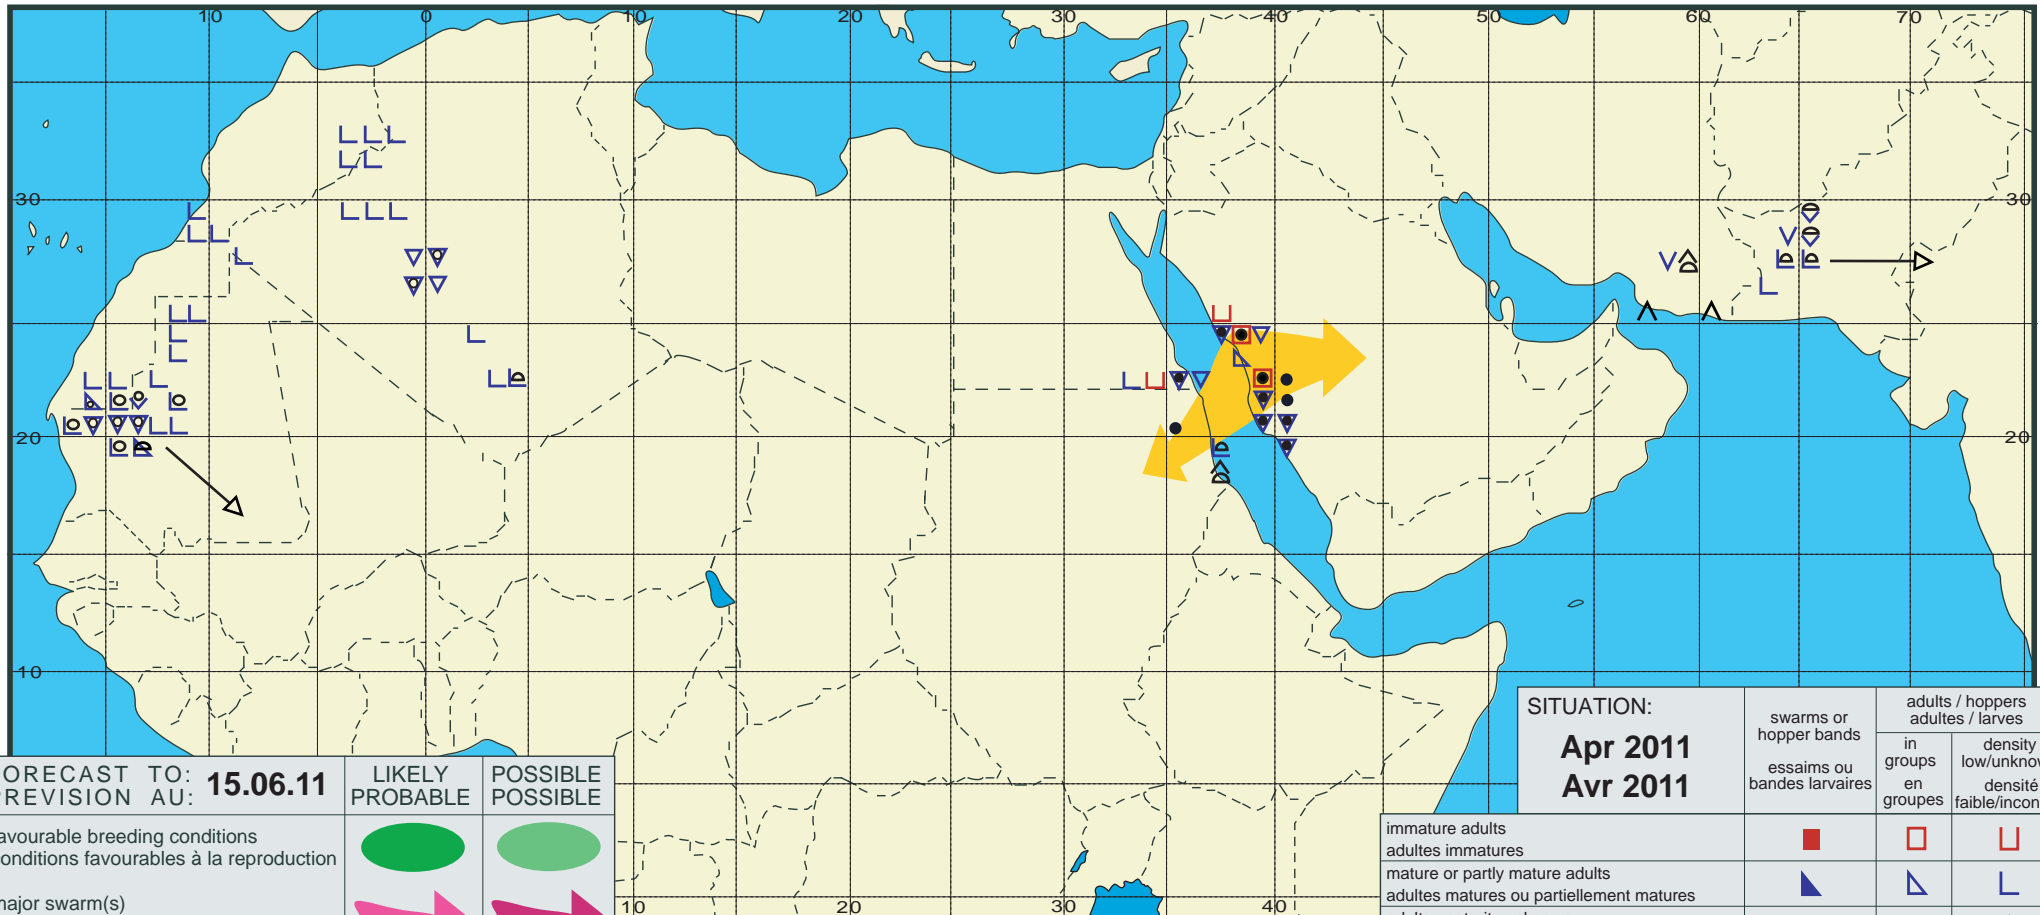 10 0 10 20 30 40 50 60 70
30 30
20 20
10
SITUATION:
Apr 2011
Avr 2011
swarms or
hopper bands
essaims ou
bandes larvaires
adults / hoppers
adultes / larves
in
groups
en
groupes
density
low/unknow
densité
faible/incon
immature adults
adultes immatures
mature or partly mature adults
adultes matures ou partiellement matures
ORECAST TO:
REVISION AU:
15.06.11
LIKELY
PROBABLE
POSSIBLE
POSSIBLE
avourable breeding conditions
onditions favourables à la reproduction
major swarm(s)
10 20 30 40